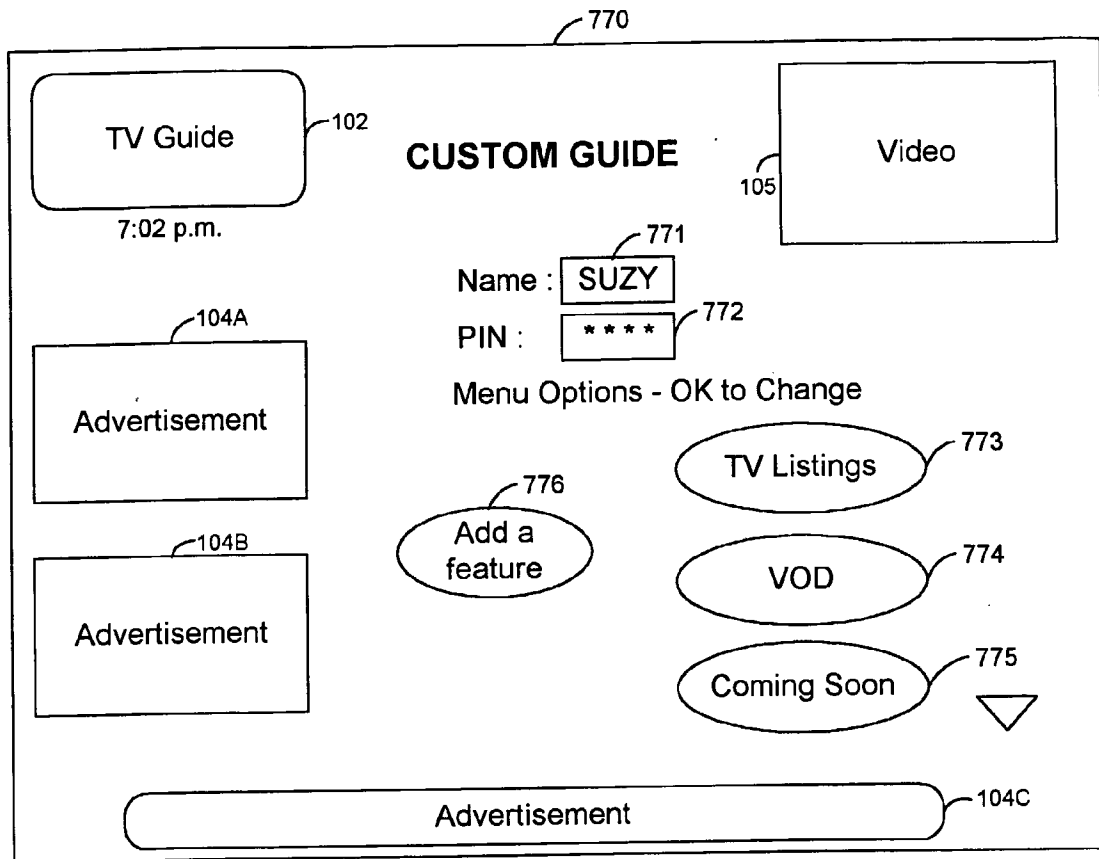 770
TV Guide
102
CUSTOM GUIDE
Video
105
7:02 p.m.
771
Name : SUZY
PIN : * * * *
772
104A
Advertisement
Menu Options - OK to Change
TV Listings
773
776
Add a
feature
104B
Advertisement
VOD
774
Coming Soon
775
Advertisement
104C